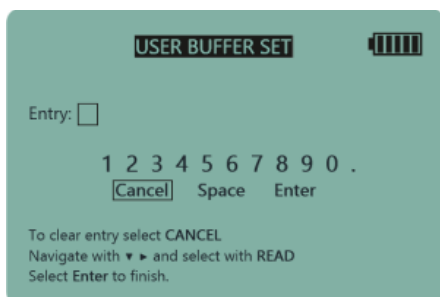 USER BUFFER SET
Entry:
1 2 3 4 5 6 7 8 9 0 .
Cancel Space Enter
To clear entry select CANCEL
Navigate with ▼ ► and select with READ
Select Enter to finish.